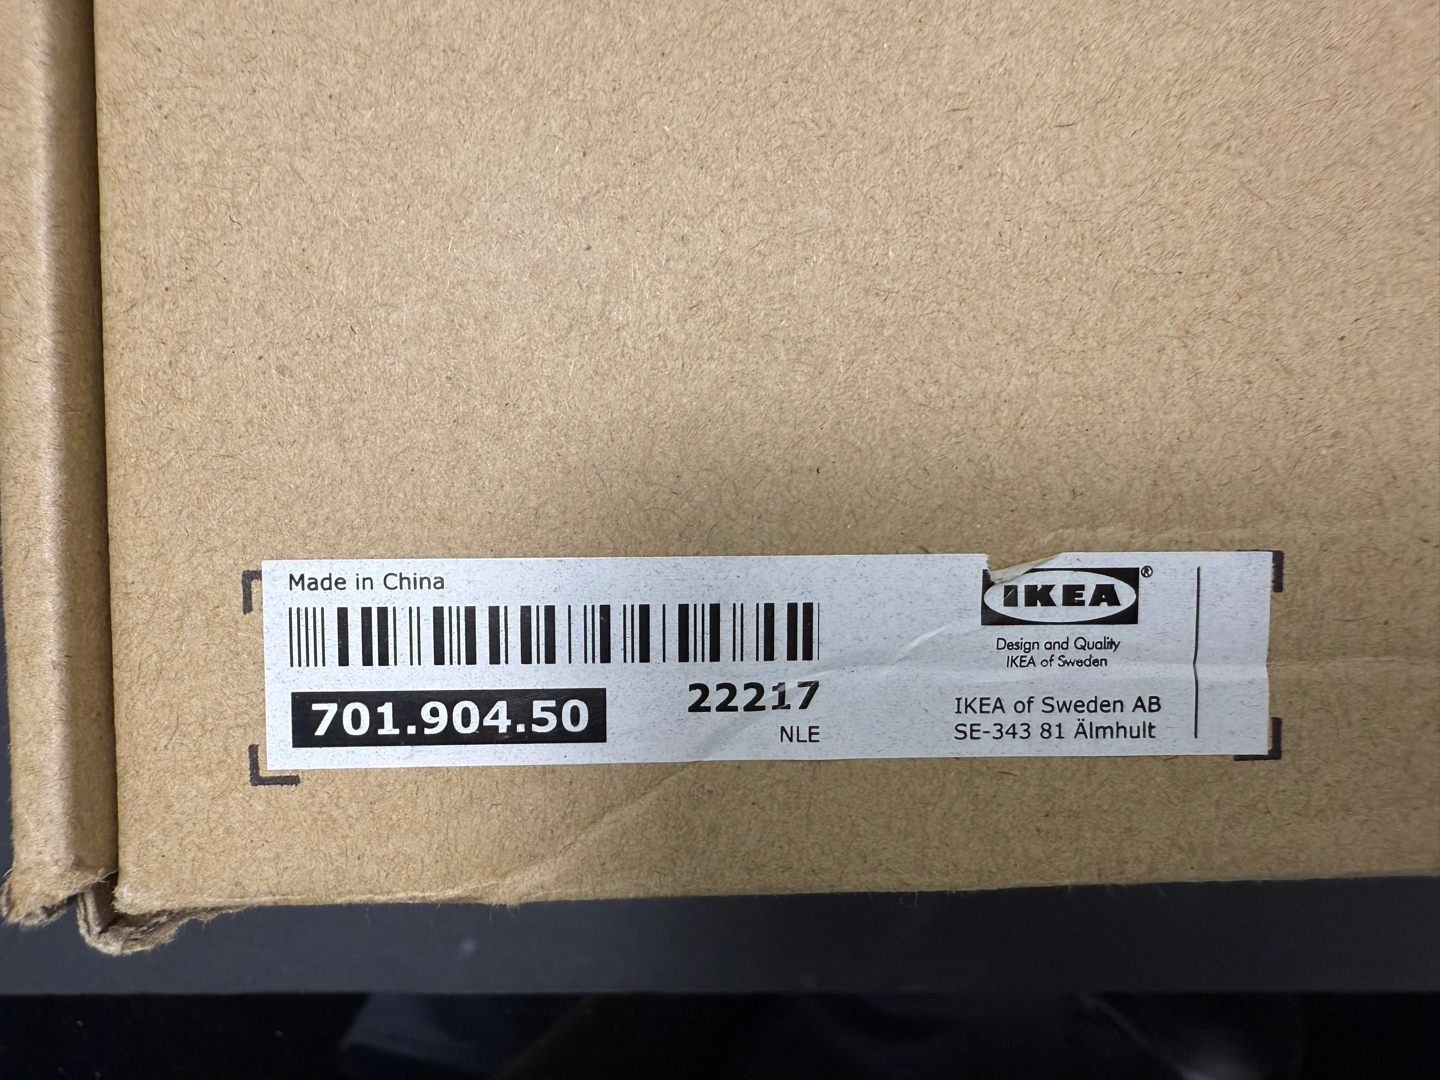 Made in China
701.904.50
22217
NLE
IKEA®
Design and Quality
IKEA of Sweden
IKEA of Sweden AB
SE-343 81 Älmhult